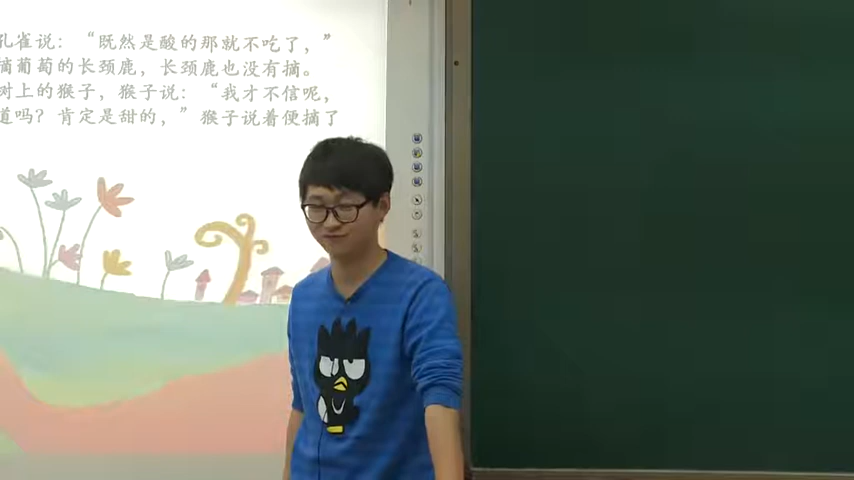 孔雀说：“既然是酸的那就不吃了，”
摘葡萄的长颈鹿，长颈鹿也没有摘。
树上的猴子，猴子说：“我才不信呢，
道吗？肯定是甜的，”猴子说着便摘了